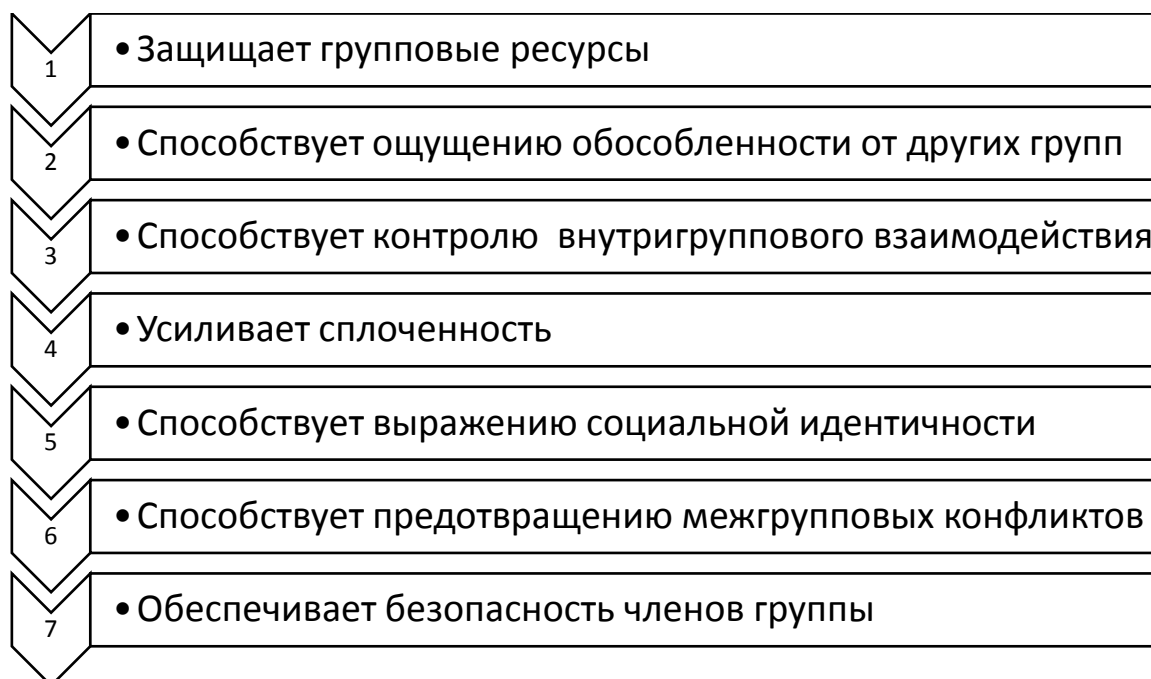 1 • Защищает групповые ресурсы
2 • Способствует ощущению обособленности от других групп
3 • Способствует контролю внутригруппового взаимодействия
4 • Усиливает сплоченность
5 • Способствует выражению социальной идентичности
6 • Способствует предотвращению межгрупповых конфликтов
7 • Обеспечивает безопасность членов группы